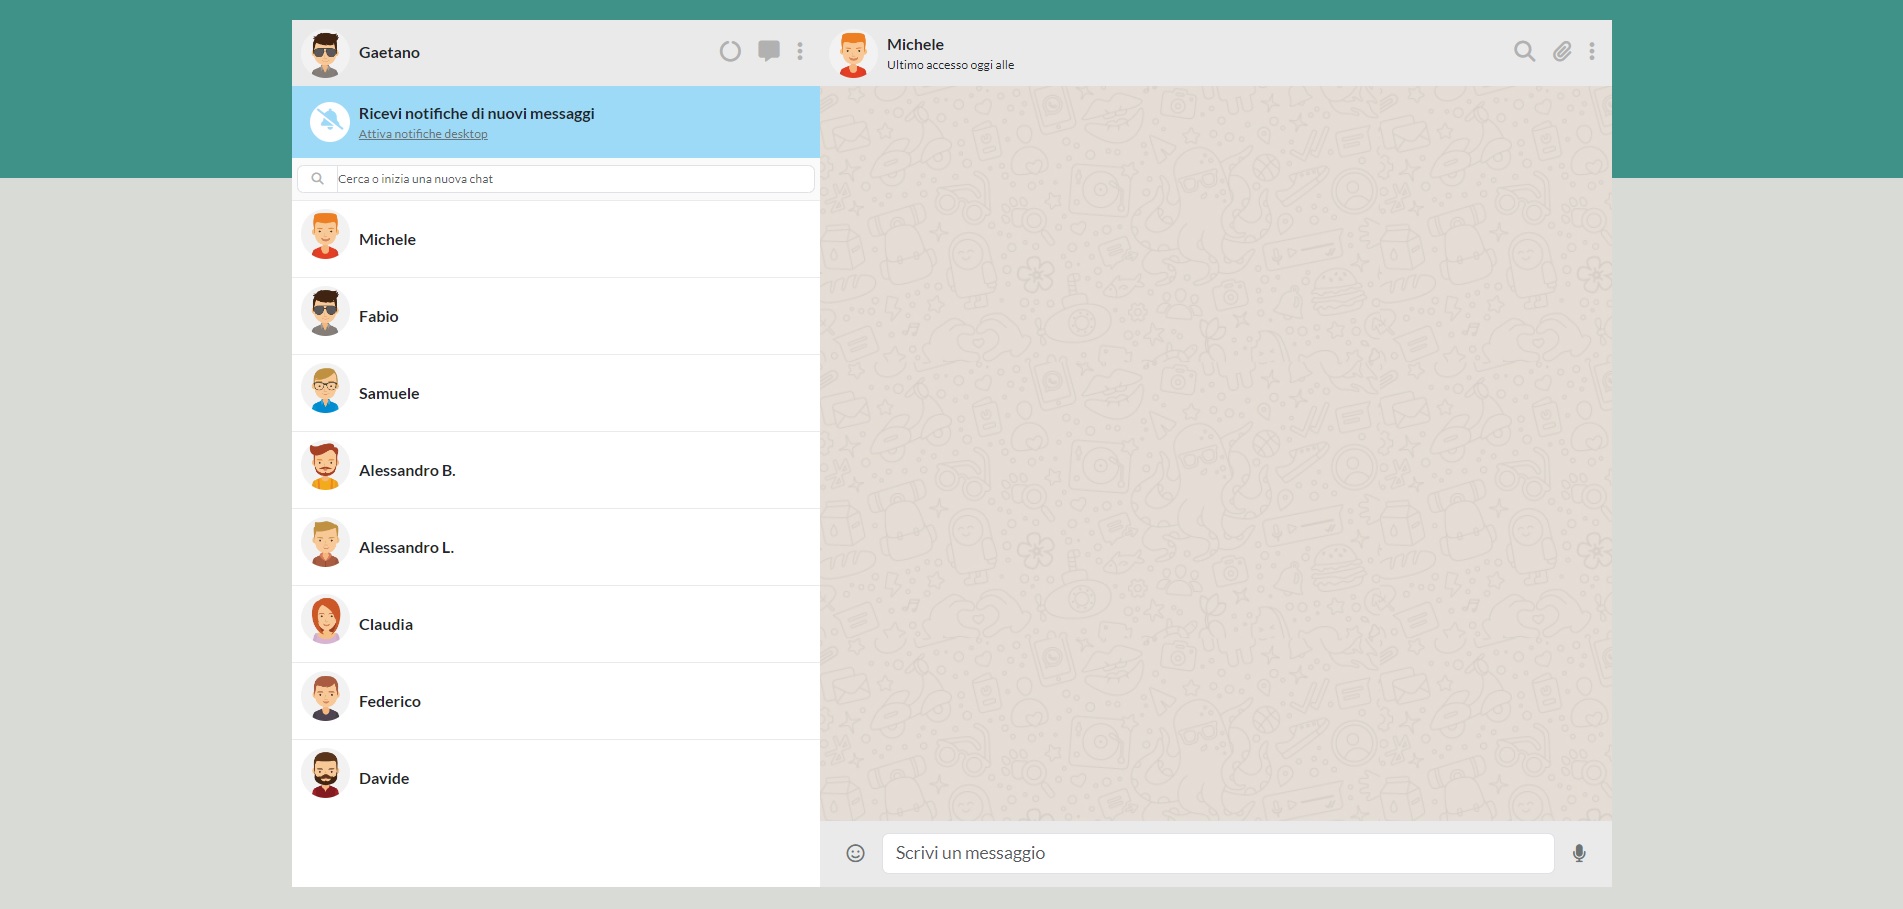 Gaetano
Michele
Ultimo accesso oggi alle
Ricevi notifiche di nuovi messaggi
Attiva notifiche desktop
Cerca o inizia una nuova chat
Michele
Fabio
Samuele
Alessandro B.
Alessandro L.
Claudia
Federico
Davide
Scrivi un messaggio